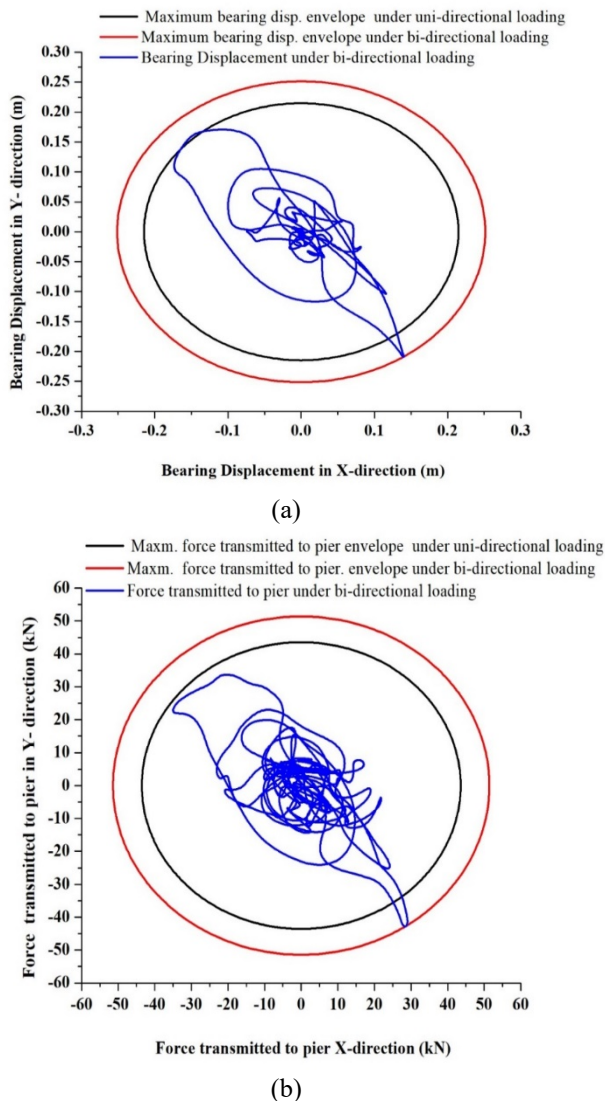 Maximum bearing disp. envelope under uni-directional loading
Maximum bearing disp. envelope under bi-directional loading
Bearing Displacement under bi-directional loading
Bearing Displacement in Y- direction (m)
0.30
0.25
0.20
0.15
0.10
0.05
0.00
-0.05
-0.10
-0.15
-0.20
-0.25
-0.30
-0.3 -0.2 -0.1 0.0 0.1 0.2 0.3
Bearing Displacement in X-direction (m)
(a)
Maxm. force transmitted to pier envelope under uni-directional loading
Maxm. force transmitted to pier. envelope under bi-directional loading
Force transmitted to pier under bi-directional loading
Force transmitted to pier in Y- direction (kN)
60
50
40
30
20
10
0
-10
-20
-30
-40
-50
-60
-60 -50 -40 -30 -20 -10 0 10 20 30 40 50 60
Force transmitted to pier X-direction (kN)
(b)